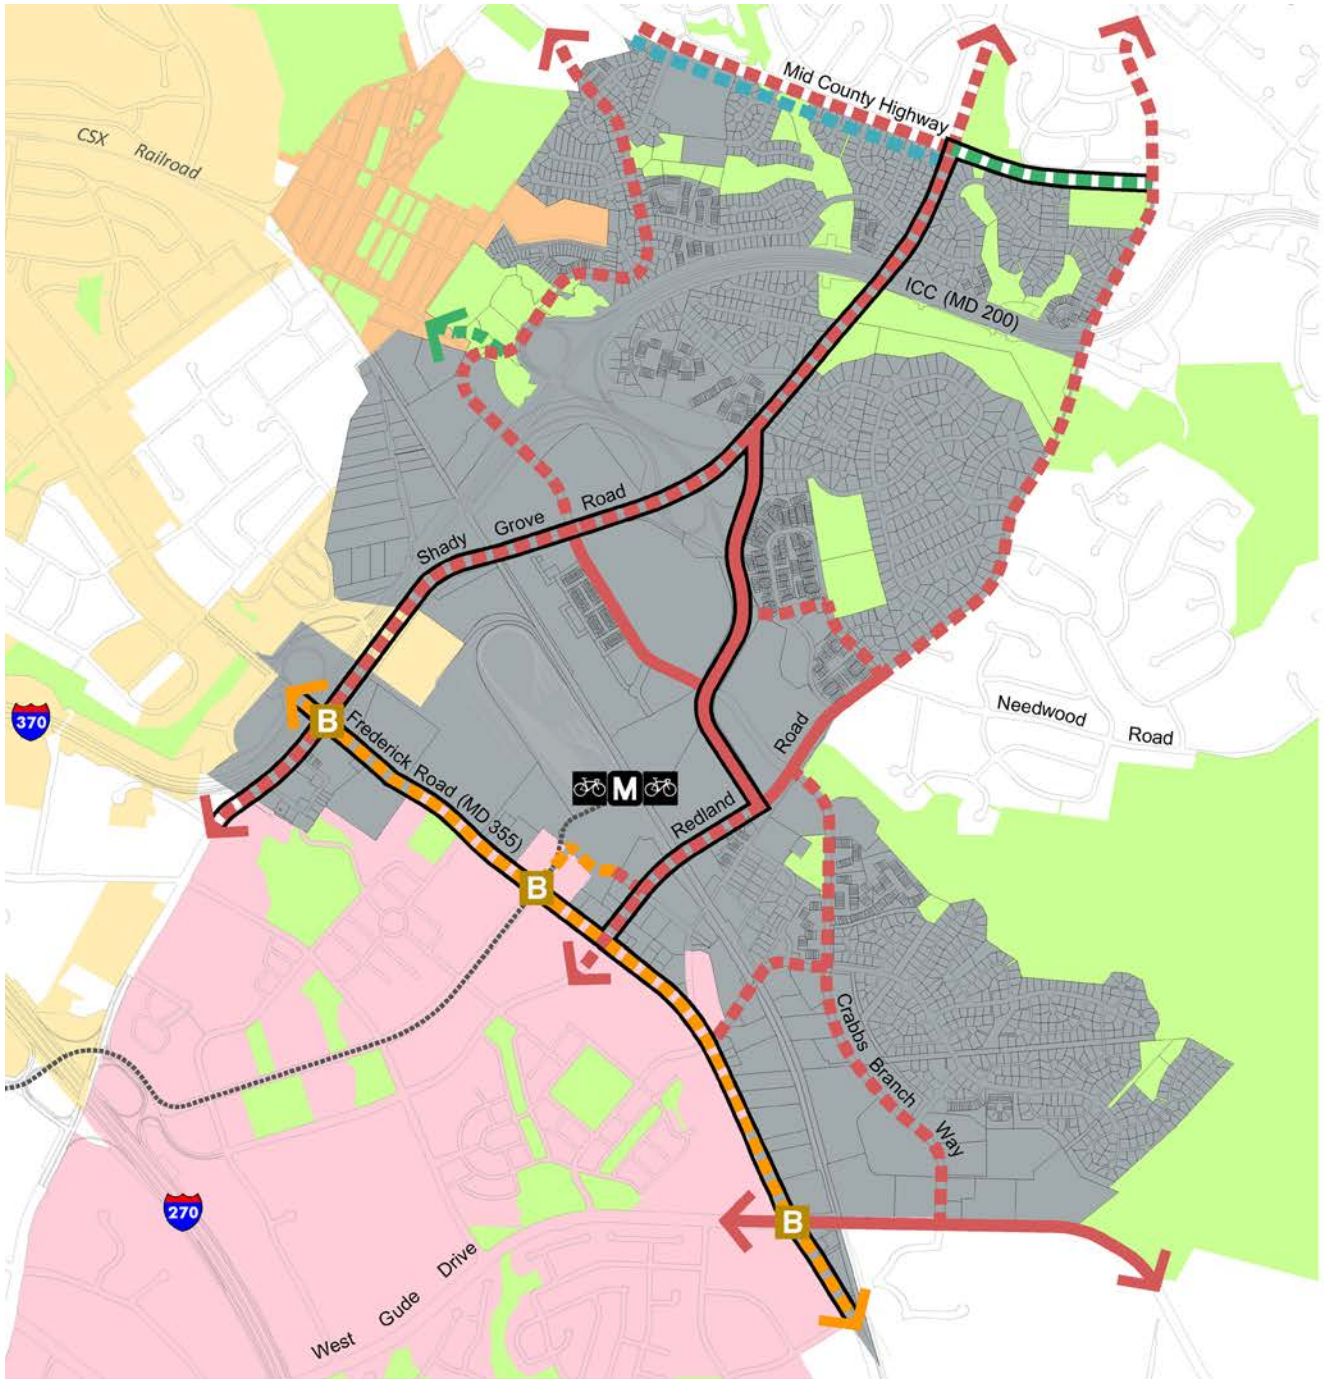 Mid County Highway
CSX Railroad
ICC (MD 200)
Shady Grove Road
370
B
Frederick Road (MD 355)
Needwood Road
Road
M
Redland
B
Crabbs Branch Way
270
B
West Gude Drive